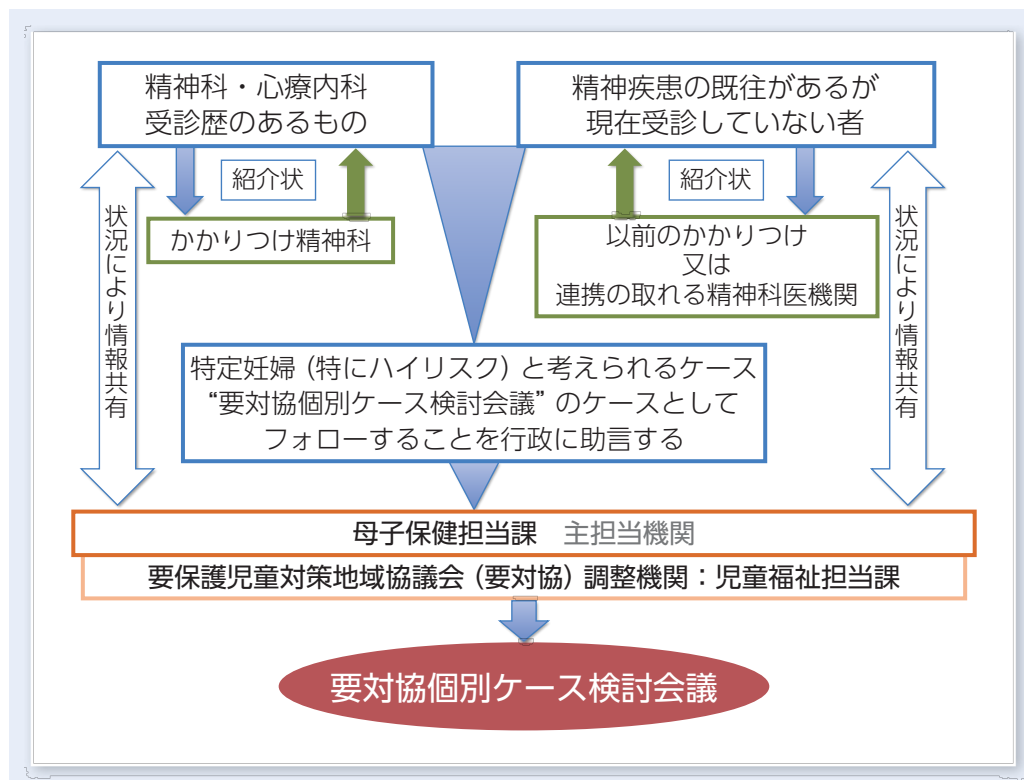 精神科・心療内科
受診歴のあるもの
精神疾患の既往があるが
現在受診していない者
紹介状
紹介状
かかりつけ精神科
以前のかかりつけ
又は
連携の取れる精神科医機関
状況により情報共有
状況により情報共有
特定妊婦（特にハイリスク）と考えられるケース
“要対協個別ケース検討会議”のケースとして
フォローすることを行政に助言する
母子保健担当課　主担当機関
要保護児童対策地域協議会（要対協）調整機関：児童福祉担当課
要対協個別ケース検討会議